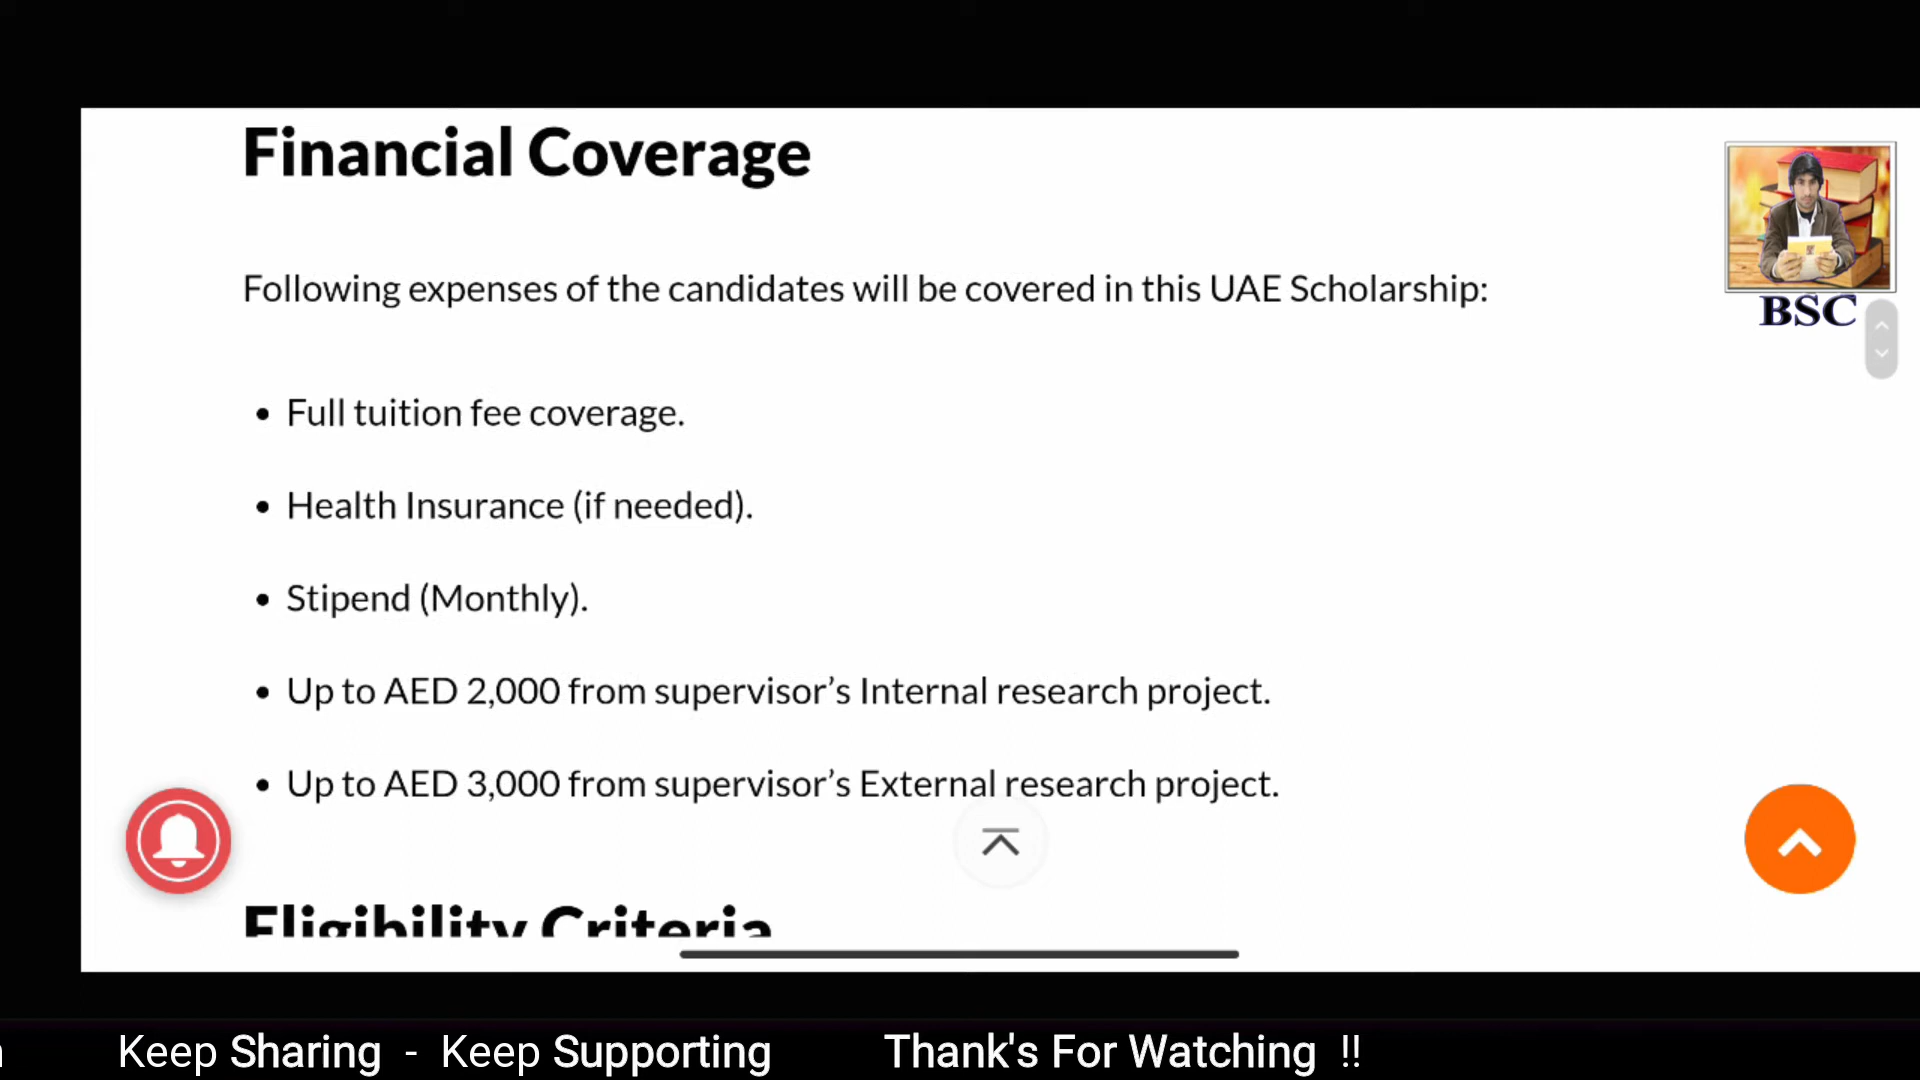 Financial Coverage
BSC
Following expenses of the candidates will be covered in this UAE Scholarship:
• Full tuition fee coverage.
• Health Insurance (if needed).
• Stipend (Monthly).
• Up to AED 2,000 from supervisor’s Internal research project.
• Up to AED 3,000 from supervisor’s External research project.
Eligibility Criteria
Keep Sharing - Keep Supporting Thank's For Watching !!